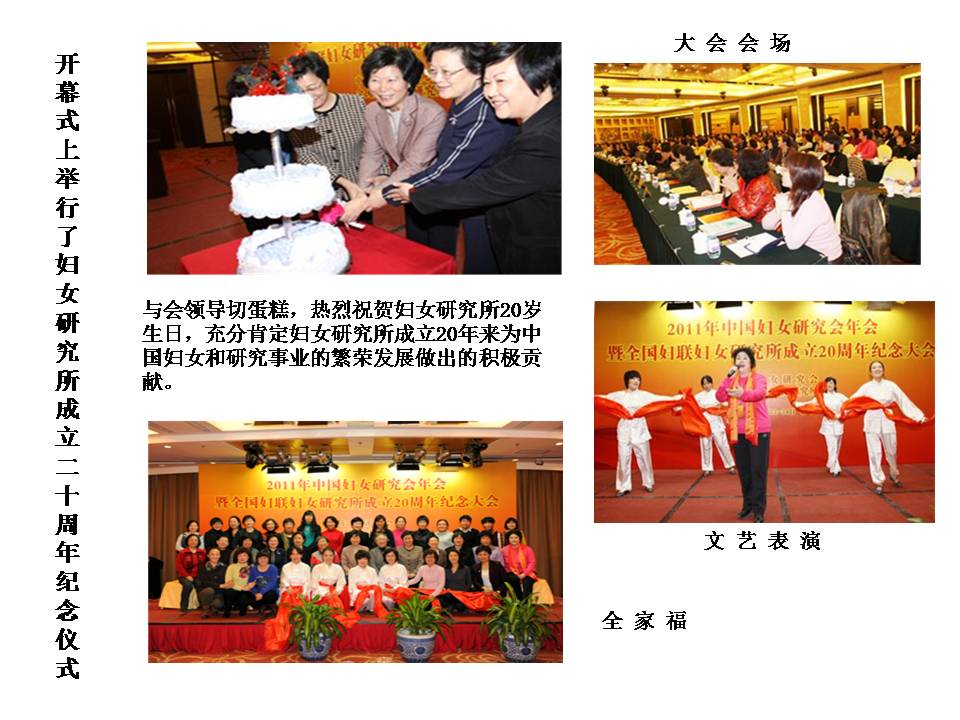 开幕式上举行了妇女研究所成立二十周年纪念仪式
大会会场
与会领导切蛋糕，热烈祝贺妇女研究所20岁
生日，充分肯定妇女研究所成立20年来为中
国妇女和研究事业的繁荣发展做出的积极贡
献。
2011年中国妇女研究会年会
暨全国妇联妇女研究所成立20周年纪念大会
文艺表演
2011年中国妇女研究会年会
暨全国妇联妇女研究所成立20周年纪念大会
全家福